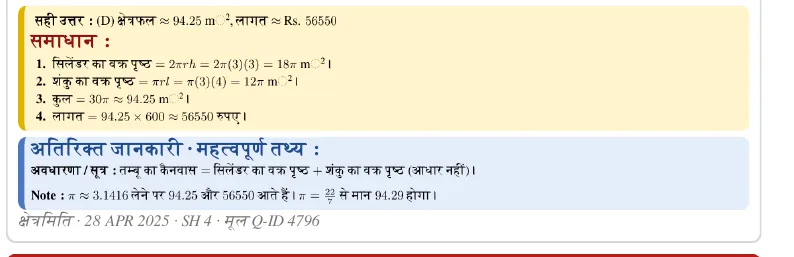 सही उत्तर : (D) क्षेत्रफल ≈ 94.25 m², लागत ≈ Rs. 56550
समाधान :
1. सिलेंडर का वक्र पृष्ठ = 2πrh = 2π(3)(3) = 18π m²।
2. शंकु का वक्र पृष्ठ = πrl = π(3)(4) = 12π m²।
3. कुल = 30π ≈ 94.25 m²।
4. लागत = 94.25 × 600 ≈ 56550 रुपए।
अतिरिक्त जानकारी · महत्वपूर्ण तथ्य :
अवधारणा / सूत्र : तम्बू का कैनवास = सिलेंडर का वक्र पृष्ठ + शंकु का वक्र पृष्ठ (आधार नहीं)।
Note : π ≈ 3.1416 लेने पर 94.25 और 56550 आते हैं। π = 22/7 से मान 94.29 होगा।
क्षेत्रमिति · 28 APR 2025 · SH 4 · मूल Q-ID 4796